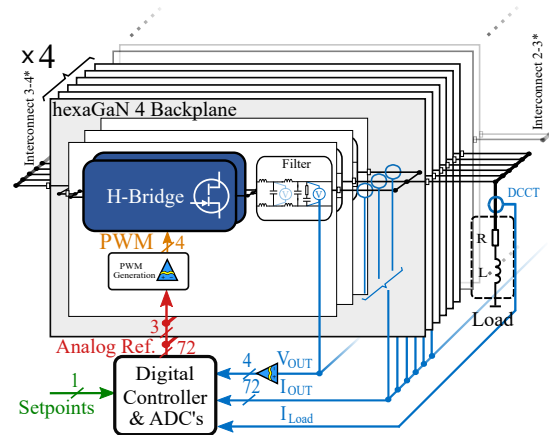 ×4
Interconnect 3-4*
Interconnect 2-3*
hexaGaN 4 Backplane
Filter
H-Bridge
V
V
DCCT
PWM
4
PWM
Generation
R
L
Load
3
Analog Ref.
72
Digital
Controller
& ADC's
1
Setpoints
4
VOUT
72
IOUT
ILoad